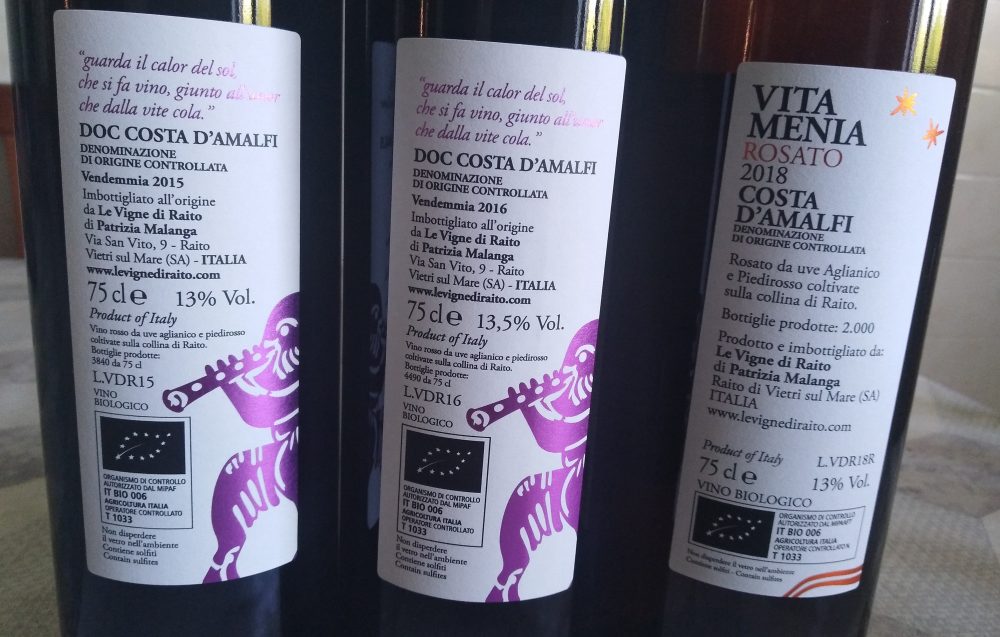 “guarda il calor del sol,
che si fa vino, giunto all'umor
che dalla vite cola.”
DOC COSTA D'AMALFI
DENOMINAZIONE
DI ORIGINE CONTROLLATA
Vendemmia 2015
Imbottigliato all'origine
da Le Vigne di Raito
di Patrizia Malanga
Via San Vito, 9 - Raito
Vietri sul Mare (SA) - ITALIA
www.levignediraito.com
75 cl e 13% Vol.
Product of Italy
Vino rosso da uve aglianico e piedirosso
coltivate sulla collina di Raito.
Bottiglie prodotte:
3840 da 75 cl
L.VDR15
VINO
BIOLOGICO
ORGANISMO DI CONTROLLO
AUTORIZZATO DAL MIPAF
IT BIO 006
AGRICOLTURA ITALIA
OPERATORE CONTROLLATO
T 1033
Non disperdere
il vetro nell'ambiente
Contiene solfiti
Contain sulfites
“guarda il calor del sol,
che si fa vino, giunto all'umor
che dalla vite cola.”
DOC COSTA D'AMALFI
DENOMINAZIONE
DI ORIGINE CONTROLLATA
Vendemmia 2016
Imbottigliato all'origine
da Le Vigne di Raito
di Patrizia Malanga
Via San Vito, 9 - Raito
Vietri sul Mare (SA) - ITALIA
www.levignediraito.com
75 cl e 13,5% Vol.
Product of Italy
Vino rosso da uve aglianico e piedirosso
coltivate sulla collina di Raito.
Bottiglie prodotte:
4490 da 75 cl
L.VDR16
VINO
BIOLOGICO
ORGANISMO DI CONTROLLO
AUTORIZZATO DAL MIPAF
IT BIO 006
AGRICOLTURA ITALIA
OPERATORE CONTROLLATO
T 1033
Non disperdere
il vetro nell'ambiente
Contiene solfiti
Contain sulfites
VITA
MENIA
ROSATO
2018
COSTA
D'AMALFI
DENOMINAZIONE
DI ORIGINE CONTROLLATA
Rosato da uve Aglianico
e Piedirosso coltivate
sulla collina di Raito.
Bottiglie prodotte: 2.000
Prodotto e imbottigliato da:
Le Vigne di Raito
di Patrizia Malanga
Raito di Vietri sul Mare (SA)
ITALIA
www.levignediraito.com
Product of Italy L.VDR18R
75 cl e 13% Vol.
VINO BIOLOGICO
ORGANISMO DI CONTROLLO
AUTORIZZATO DAL MIPAAFT
IT BIO 006
AGRICOLTURA ITALIA
OPERATORE CONTROLLATO N.
T 1033
Non disperdere il vetro nell'ambiente
Contiene solfiti - Contain sulfites